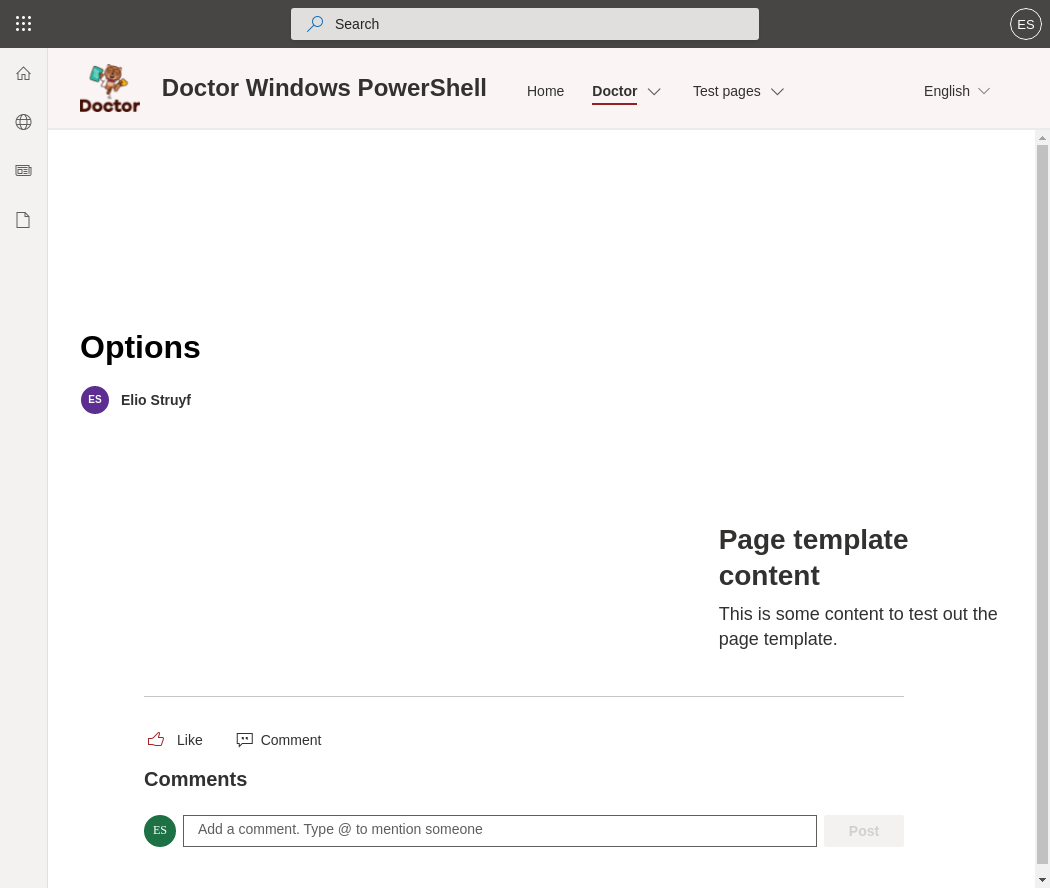 Search
ES
Doctor
Doctor Windows PowerShell
Home
Doctor
Test pages
English
Options
ES
Elio Struyf
Page template
content
This is some content to test out the
page template.
Like
Comment
Comments
ES
Add a comment. Type @ to mention someone
Post